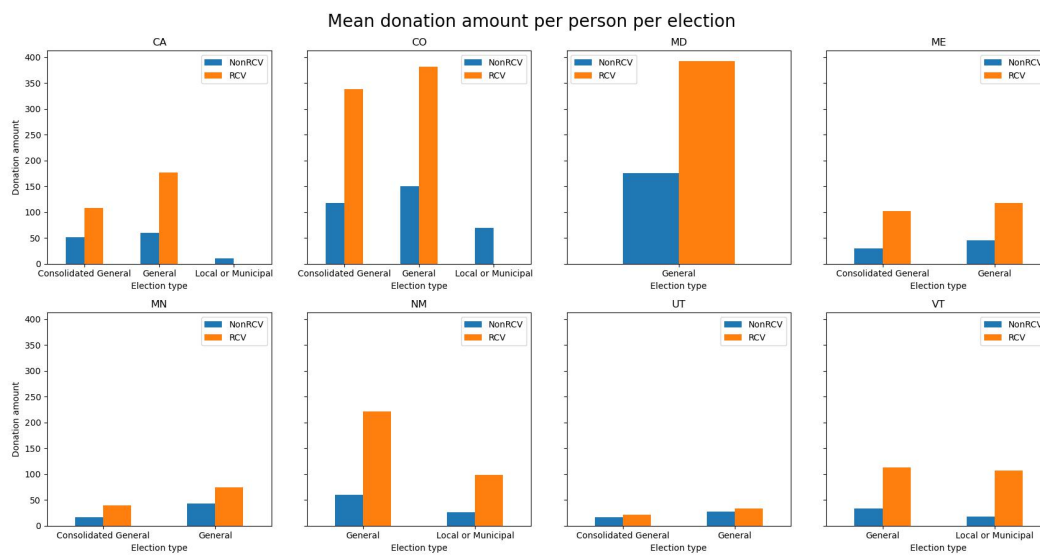 Mean donation amount per person per election
CA
CO
MD
ME
400
350
300
250
200
150
100
50
0
Donation amount
NonRCV
RCV
NonRCV
RCV
NonRCV
RCV
NonRCV
RCV
Consolidated General General Local or Municipal
Election type
Consolidated General General Local or Municipal
Election type
General
Election type
Consolidated General General
Election type
MN
NM
UT
VT
400
350
300
250
200
150
100
50
0
Donation amount
NonRCV
RCV
NonRCV
RCV
NonRCV
RCV
NonRCV
RCV
Consolidated General General
Election type
General Local or Municipal
Election type
Consolidated General General
Election type
General Local or Municipal
Election type